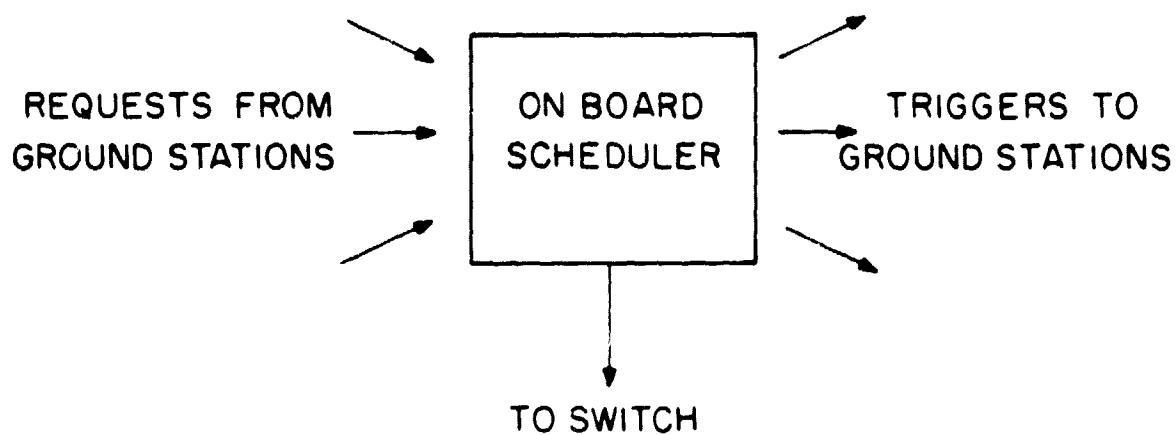 REQUESTS FROM
GROUND STATIONS
ON BOARD
SCHEDULER
TRIGGERS TO
GROUND STATIONS
TO SWITCH